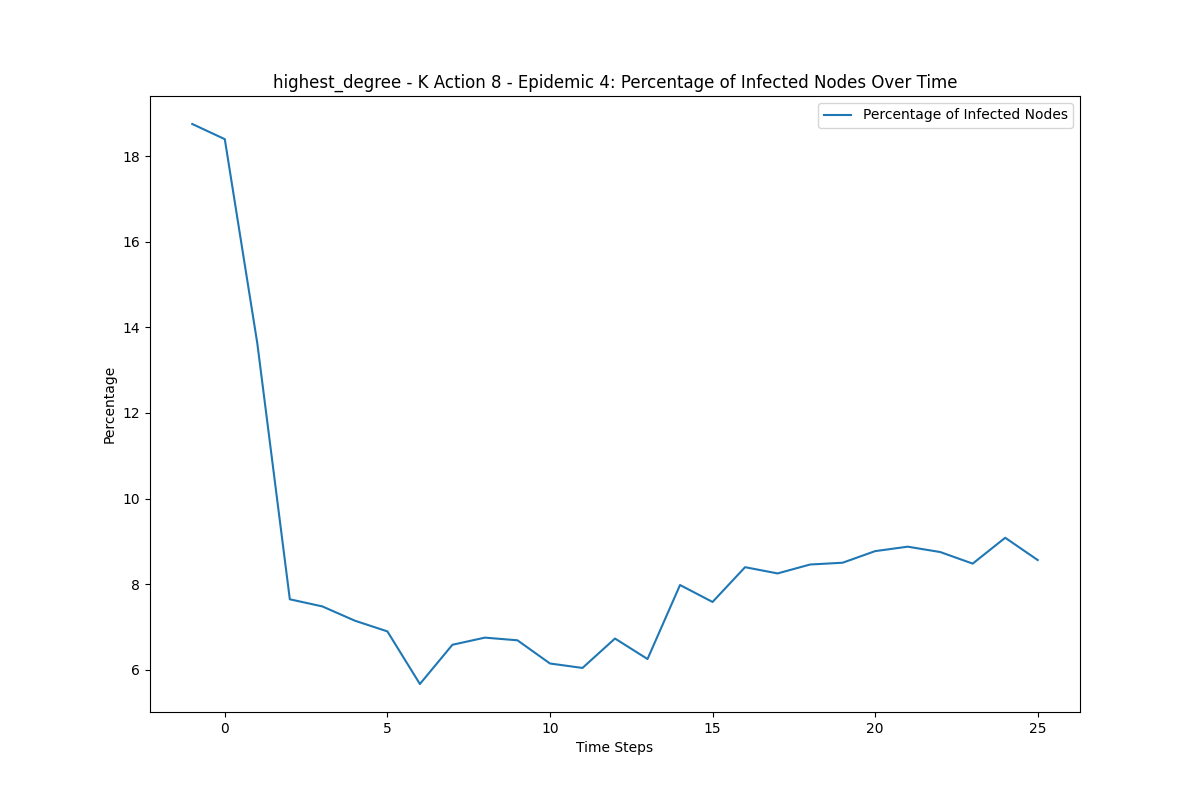 highest_degree - K Action 8 - Epidemic 4: Percentage of Infected Nodes Over Time
Percentage of Infected Nodes
18
16
14
12
10
8
6
Percentage
0 5 10 15 20 25
Time Steps